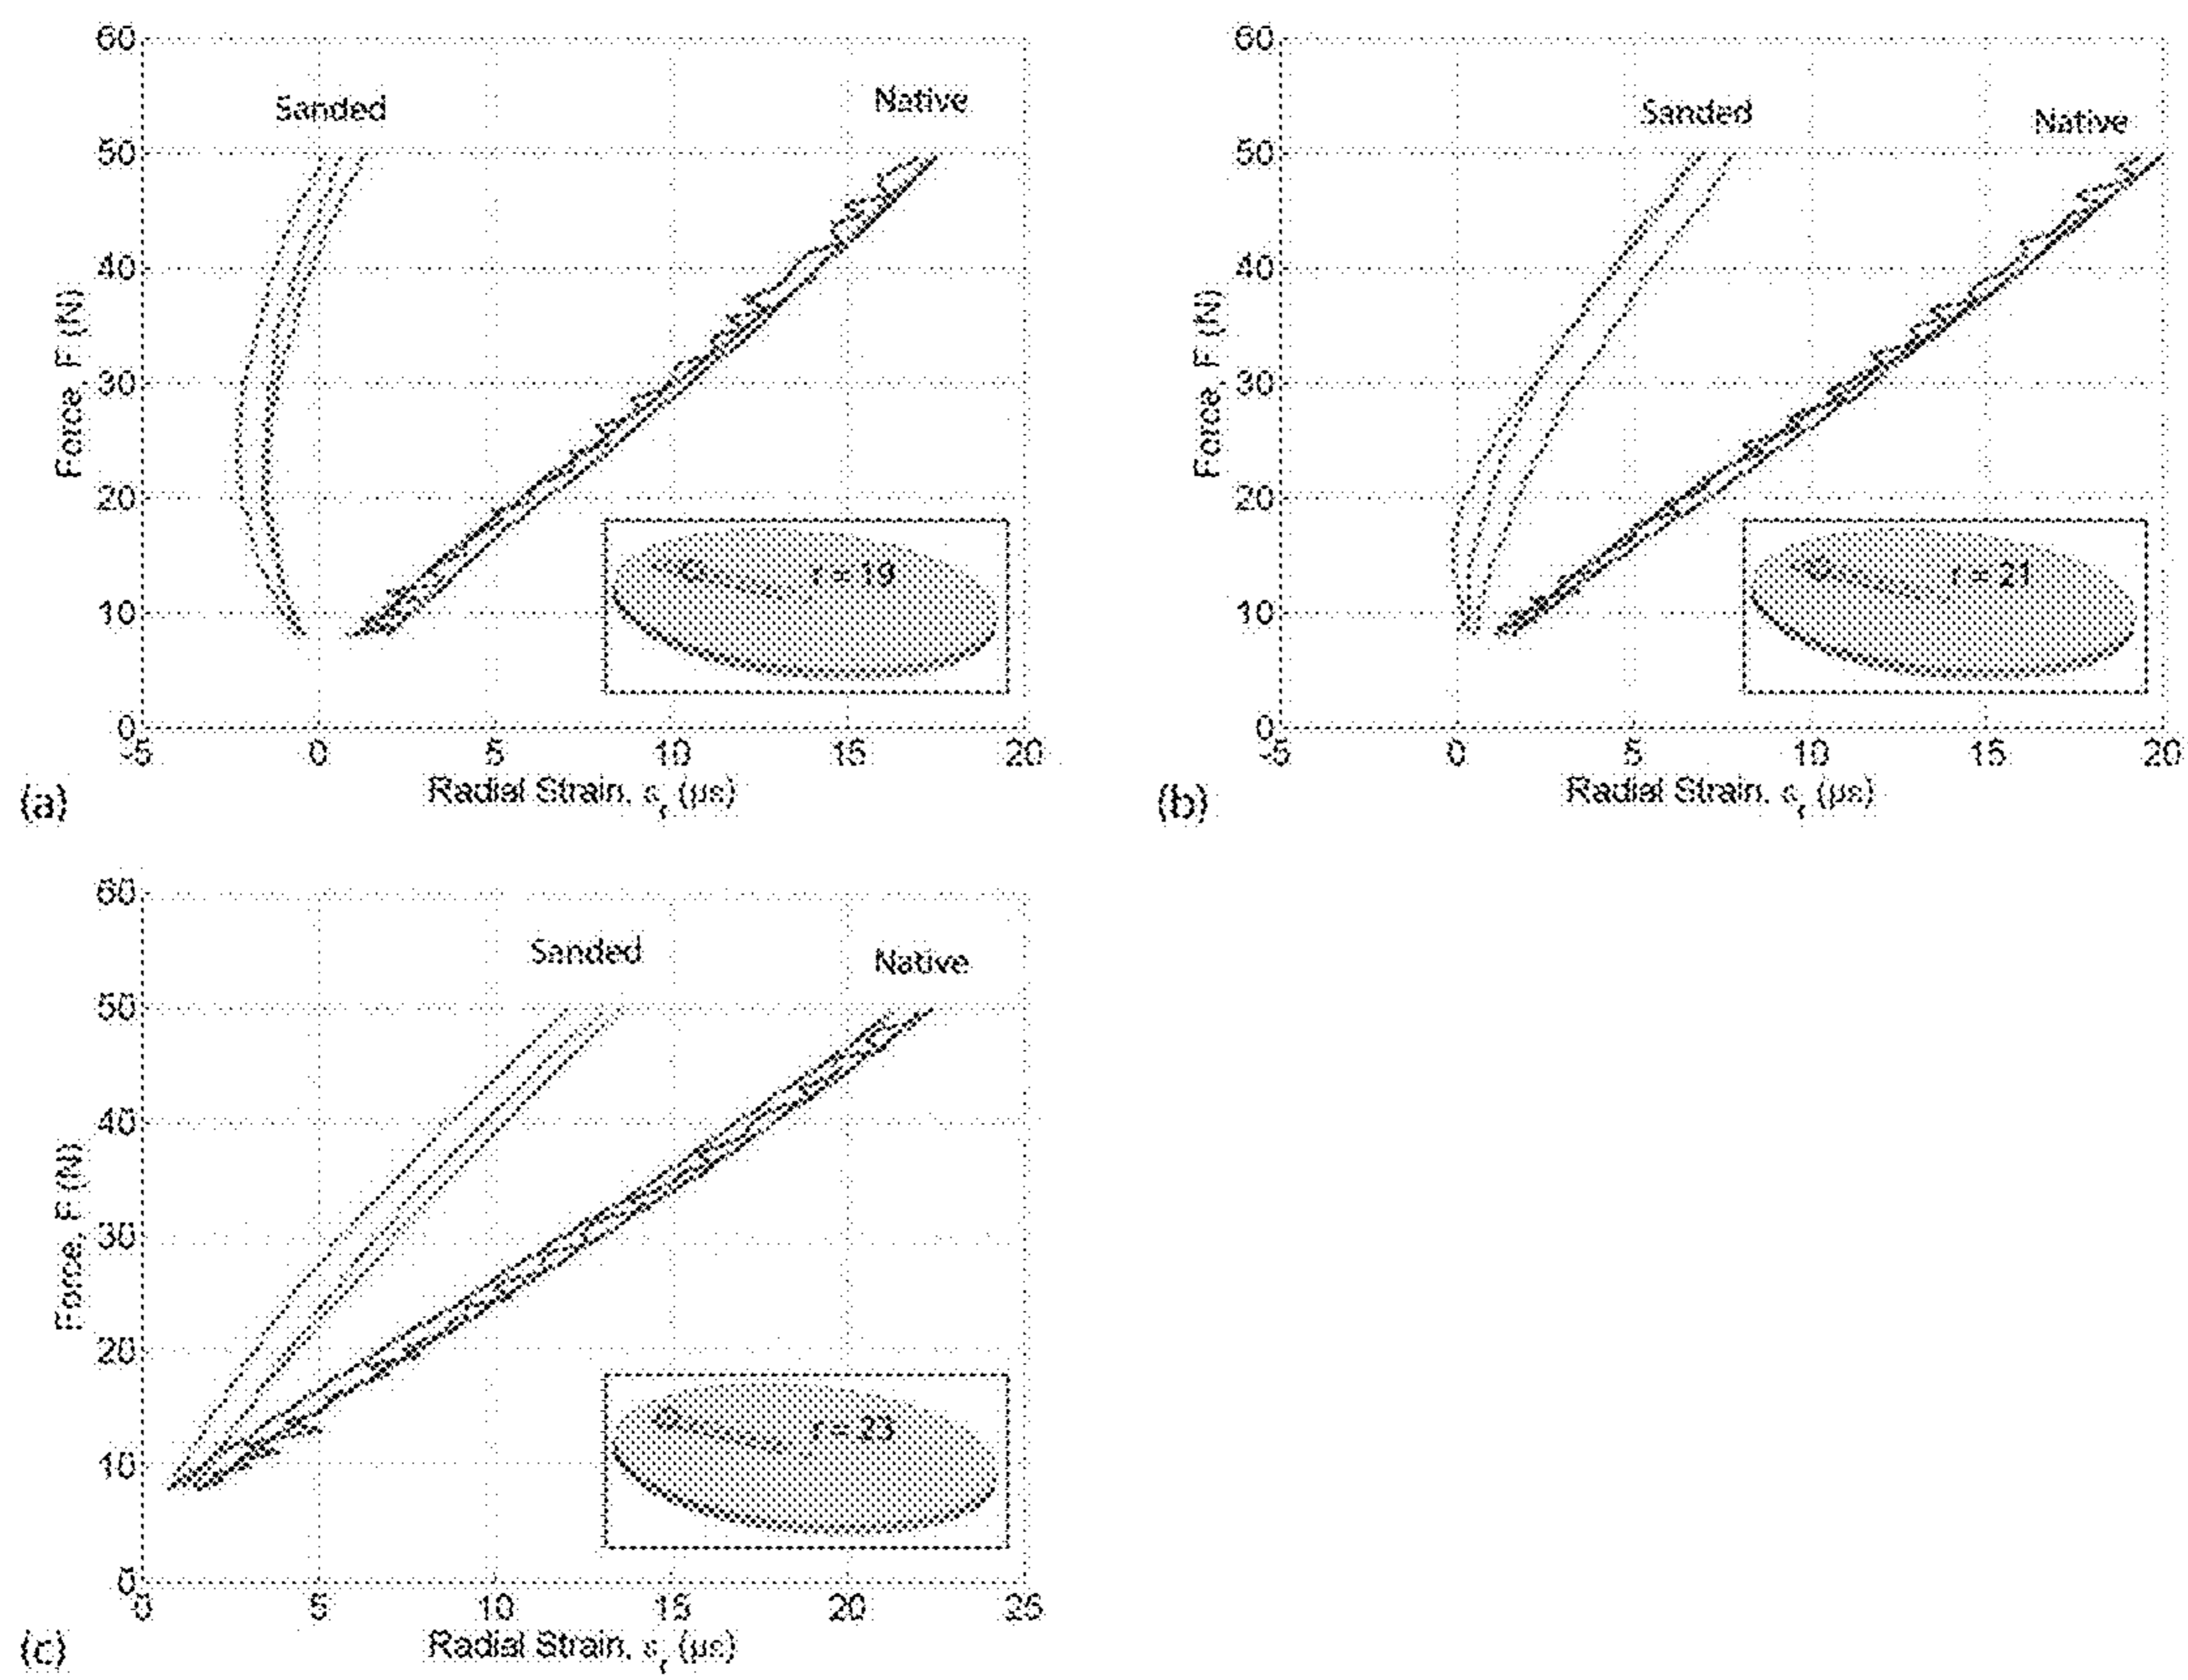 60
50
40
30
20
10
0
-5 0 5 10 15 20
Force, F (N)
Radial Strain, εr (µs)
Sanded
Native
r = 19
(a)
60
50
40
30
20
10
0
-5 0 5 10 15 20
Force, F (N)
Radial Strain, εr (µs)
Sanded
Native
r = 21
(b)
60
50
40
30
20
10
0
0 5 10 15 20 25
Force, F (N)
Radial Strain, εr (µs)
Sanded
Native
r = 23
(c)